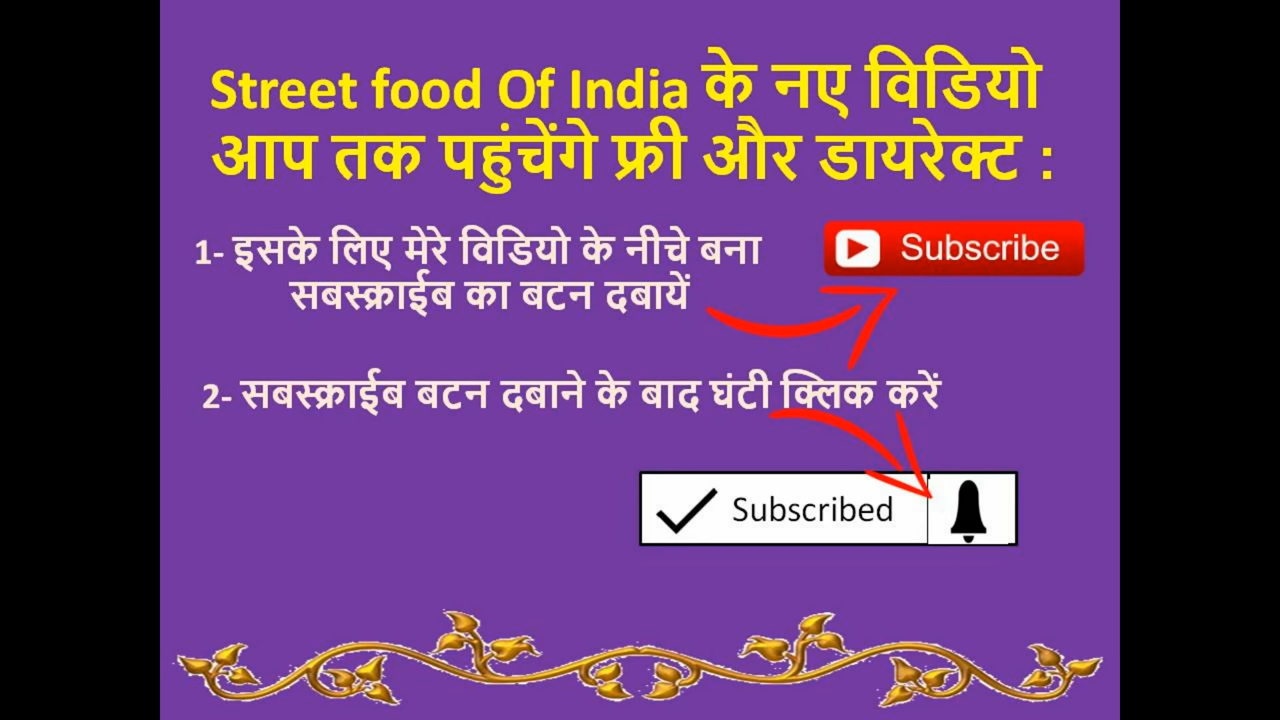 Street food Of India के नए विडियो
आप तक पहुंचेंगे फ्री और डायरेक्ट :
1- इसके लिए मेरे विडियो के नीचे बना
सबस्क्राईब का बटन दबायें
Subscribe
2- सबस्क्राईब बटन दबाने के बाद घंटी क्लिक करें
Subscribed